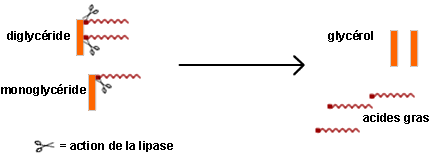 diglycéride
glycérol
monoglycéride
acides gras
= action de la lipase